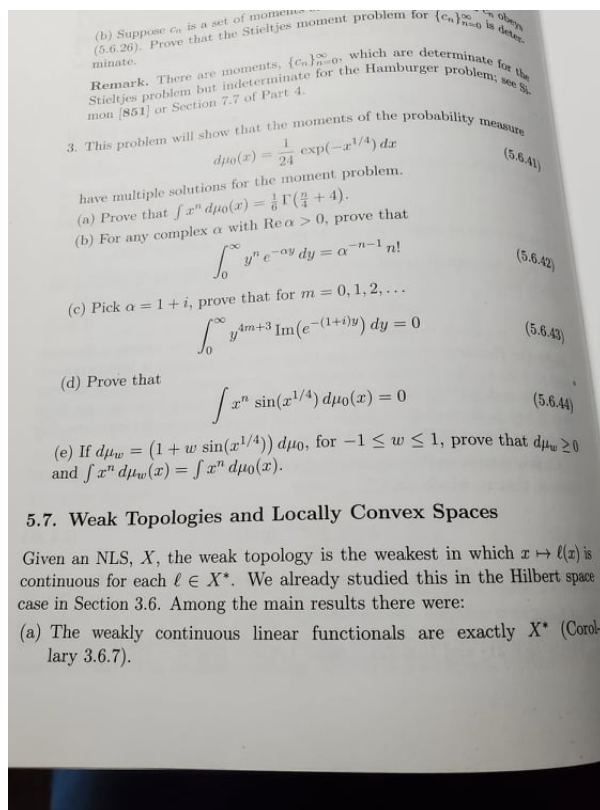 (b) Suppose cₙ is a set of
obeys
(5.6.26). Prove that the Stieltjes moment problem for {cₙ}∞ₙ₌₀ is deter-
minate.
Remark. There are moments, {cₙ}∞ₙ₌₀, which are determinate for the
Stieltjes problem but indeterminate for the Hamburger problem; see Si-
mon [851] or Section 7.7 of Part 4.
3. This problem will show that the moments of the probability measure
dμ₀(x) = 1/24 exp(−x^{1/4}) dx (5.6.41)
have multiple solutions for the moment problem.
(a) Prove that ∫ xⁿ dμ₀(x) = 1/6 Γ(n/4 + 4).
(b) For any complex α with Re α > 0, prove that
∫₀^∞ yⁿ e^{−αy} dy = α^{−n−1} n! (5.6.42)
(c) Pick α = 1 + i, prove that for m = 0, 1, 2, . . .
∫₀^∞ y^{4m+3} Im(e^{−(1+i)y}) dy = 0 (5.6.43)
(d) Prove that
∫ xⁿ sin(x^{1/4}) dμ₀(x) = 0 (5.6.44)
(e) If dμ_w = (1 + w sin(x^{1/4})) dμ₀, for −1 ≤ w ≤ 1, prove that dμ_w ≥ 0
and ∫ xⁿ dμ_w(x) = ∫ xⁿ dμ₀(x).
5.7. Weak Topologies and Locally Convex Spaces
Given an NLS, X, the weak topology is the weakest in which x ↦ ℓ(x) is
continuous for each ℓ ∈ X*. We already studied this in the Hilbert space
case in Section 3.6. Among the main results there were:
(a) The weakly continuous linear functionals are exactly X* (Corol-
lary 3.6.7).